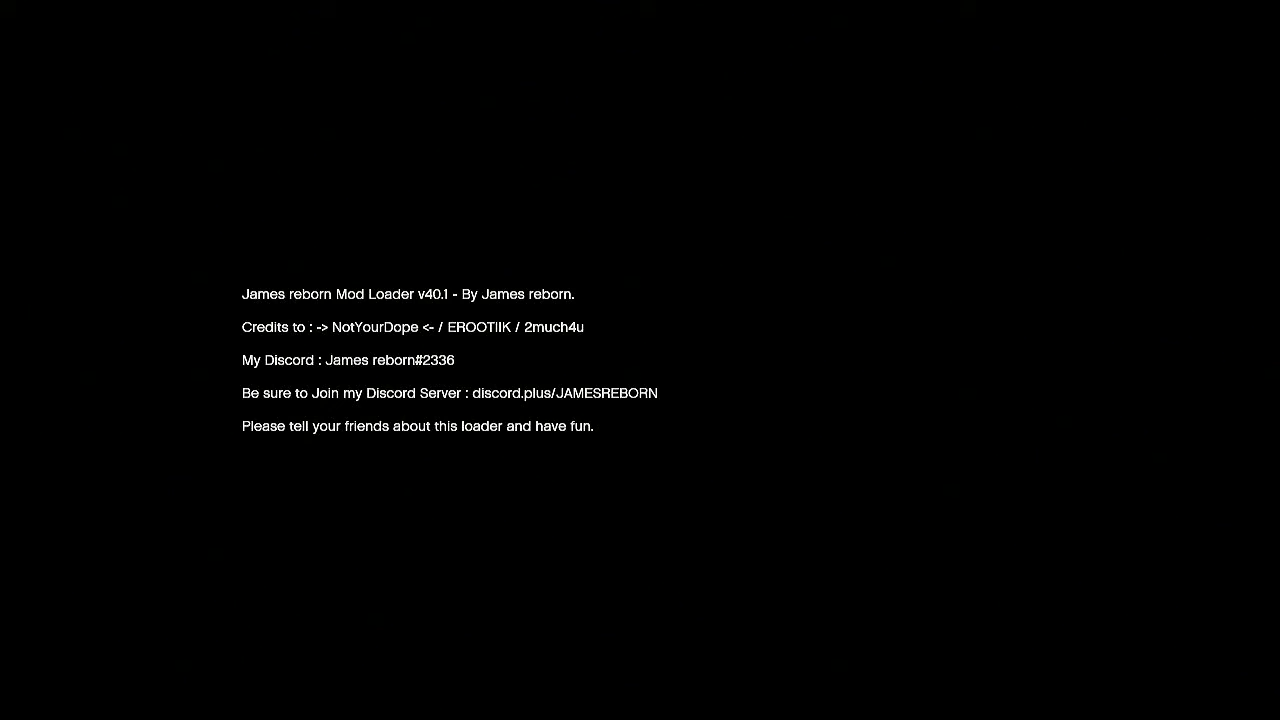 James reborn Mod Loader v40.1 - By James reborn.
Credits to : -> NotYourDope <- / EROOTIIK / 2much4u
My Discord : James reborn#2336
Be sure to Join my Discord Server : discord.plus/JAMESREBORN
Please tell your friends about this loader and have fun.